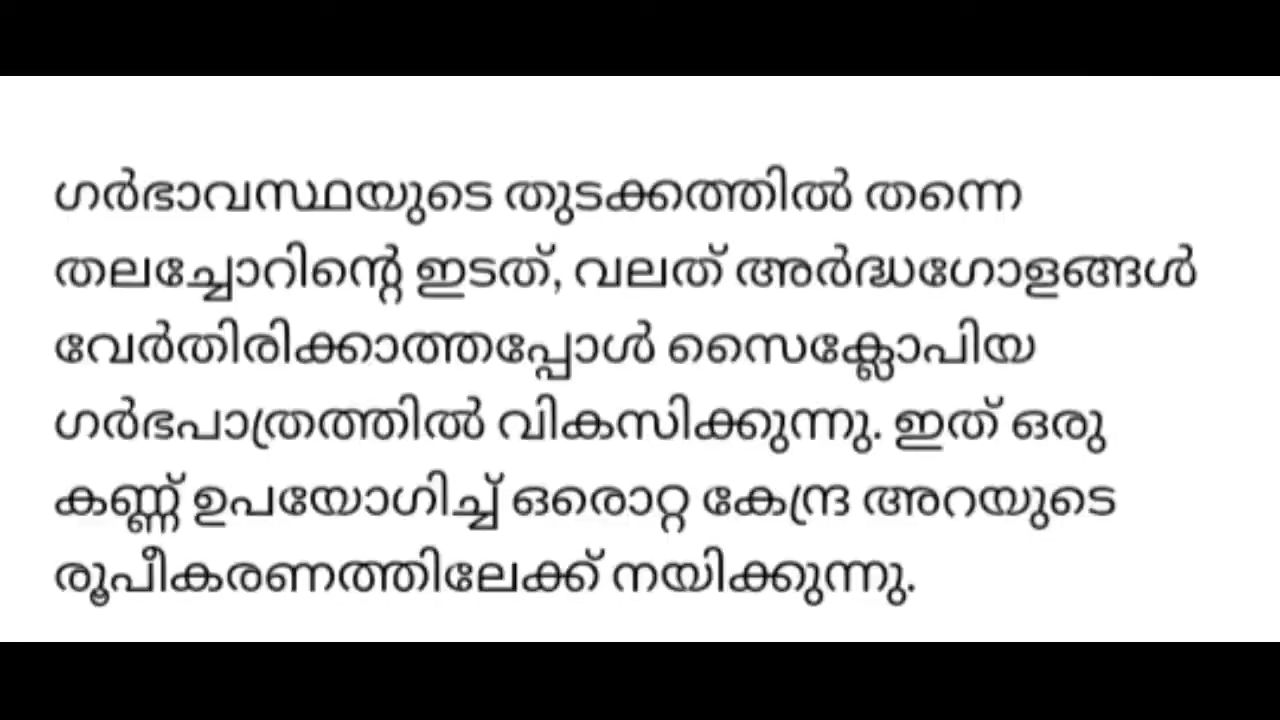 ഗർഭാവസ്ഥയുടെ തുടക്കത്തിൽ തന്നെ
തലച്ചോറിന്റെ ഇടത്, വലത് അർദ്ധഗോളങ്ങൾ
വേർതിരിക്കാത്തപ്പോൾ സൈക്ലോപിയ
ഗർഭപാത്രത്തിൽ വികസിക്കുന്നു. ഇത് ഒരു
കണ്ണ് ഉപയോഗിച്ച് ഒരൊറ്റ കേന്ദ്ര അറയുടെ
രൂപീകരണത്തിലേക്ക് നയിക്കുന്നു.